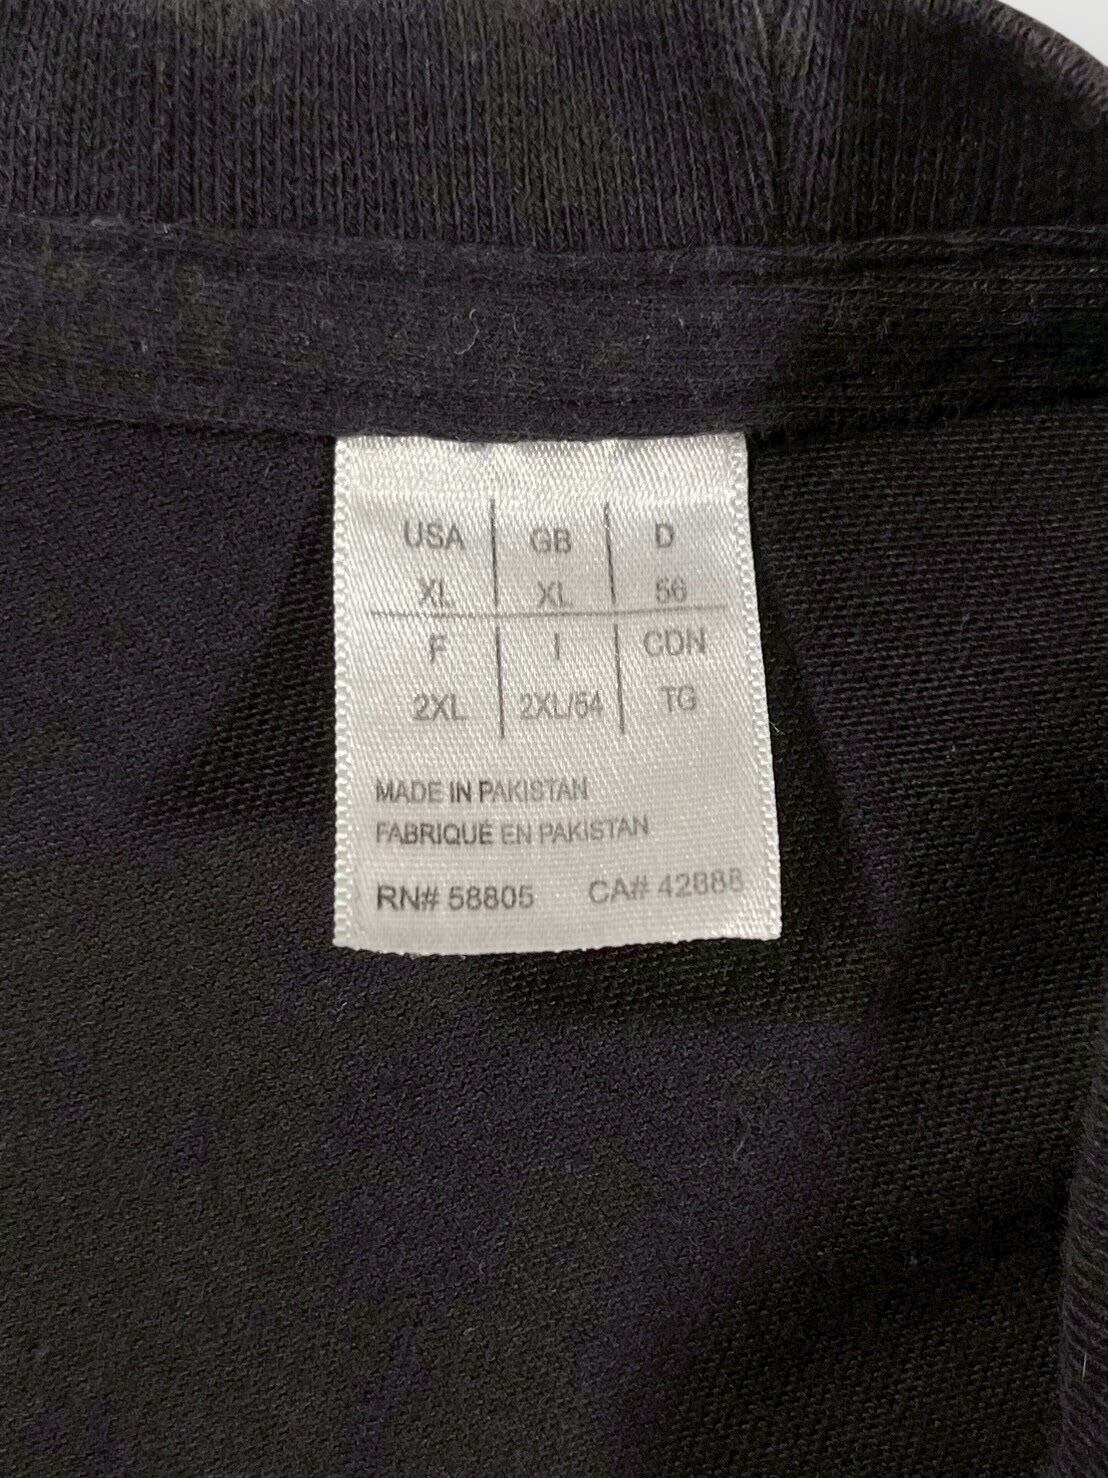 USA GB D
XL XL 56
F I CDN
2XL 2XL/54 TG
MADE IN PAKISTAN
FABRIQUÉ EN PAKISTAN
RN# 58805 CA# 42888